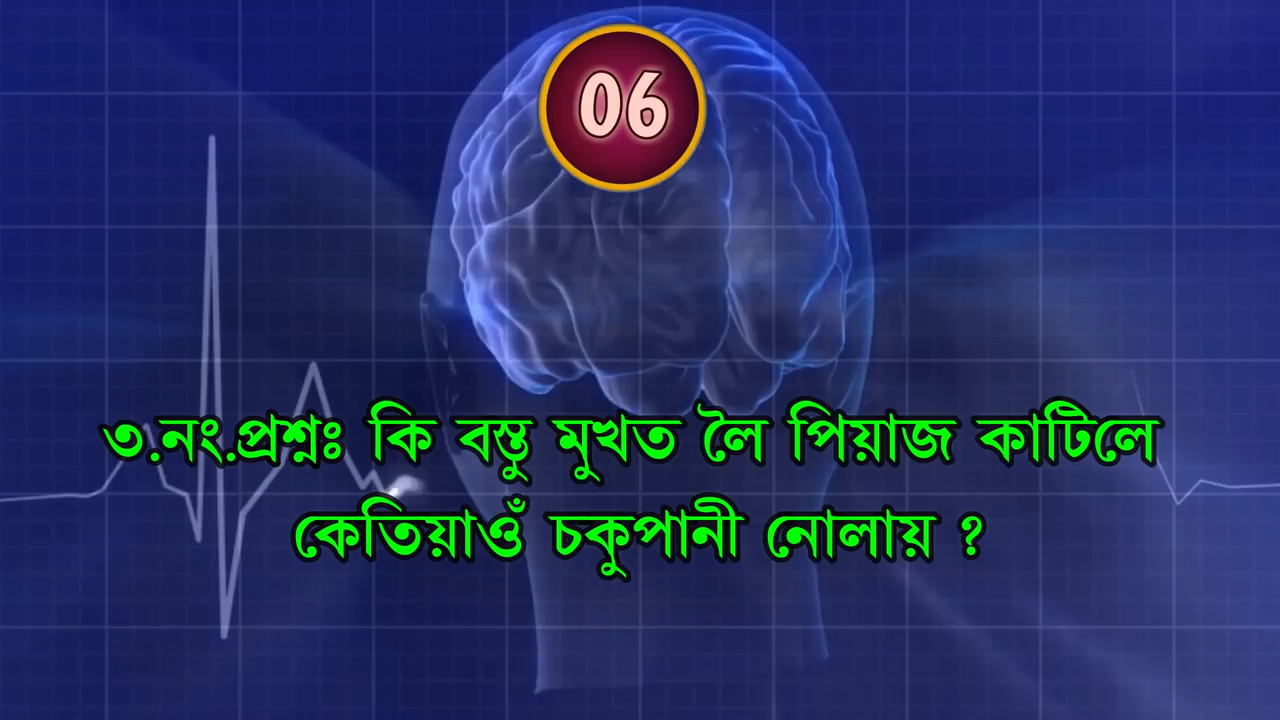 06
৩.নং.প্ৰশ্নঃ কি বস্তু মুখত লৈ পিয়াজ কাটিলে
কেতিয়াওঁ চকুপানী নোলায় ?